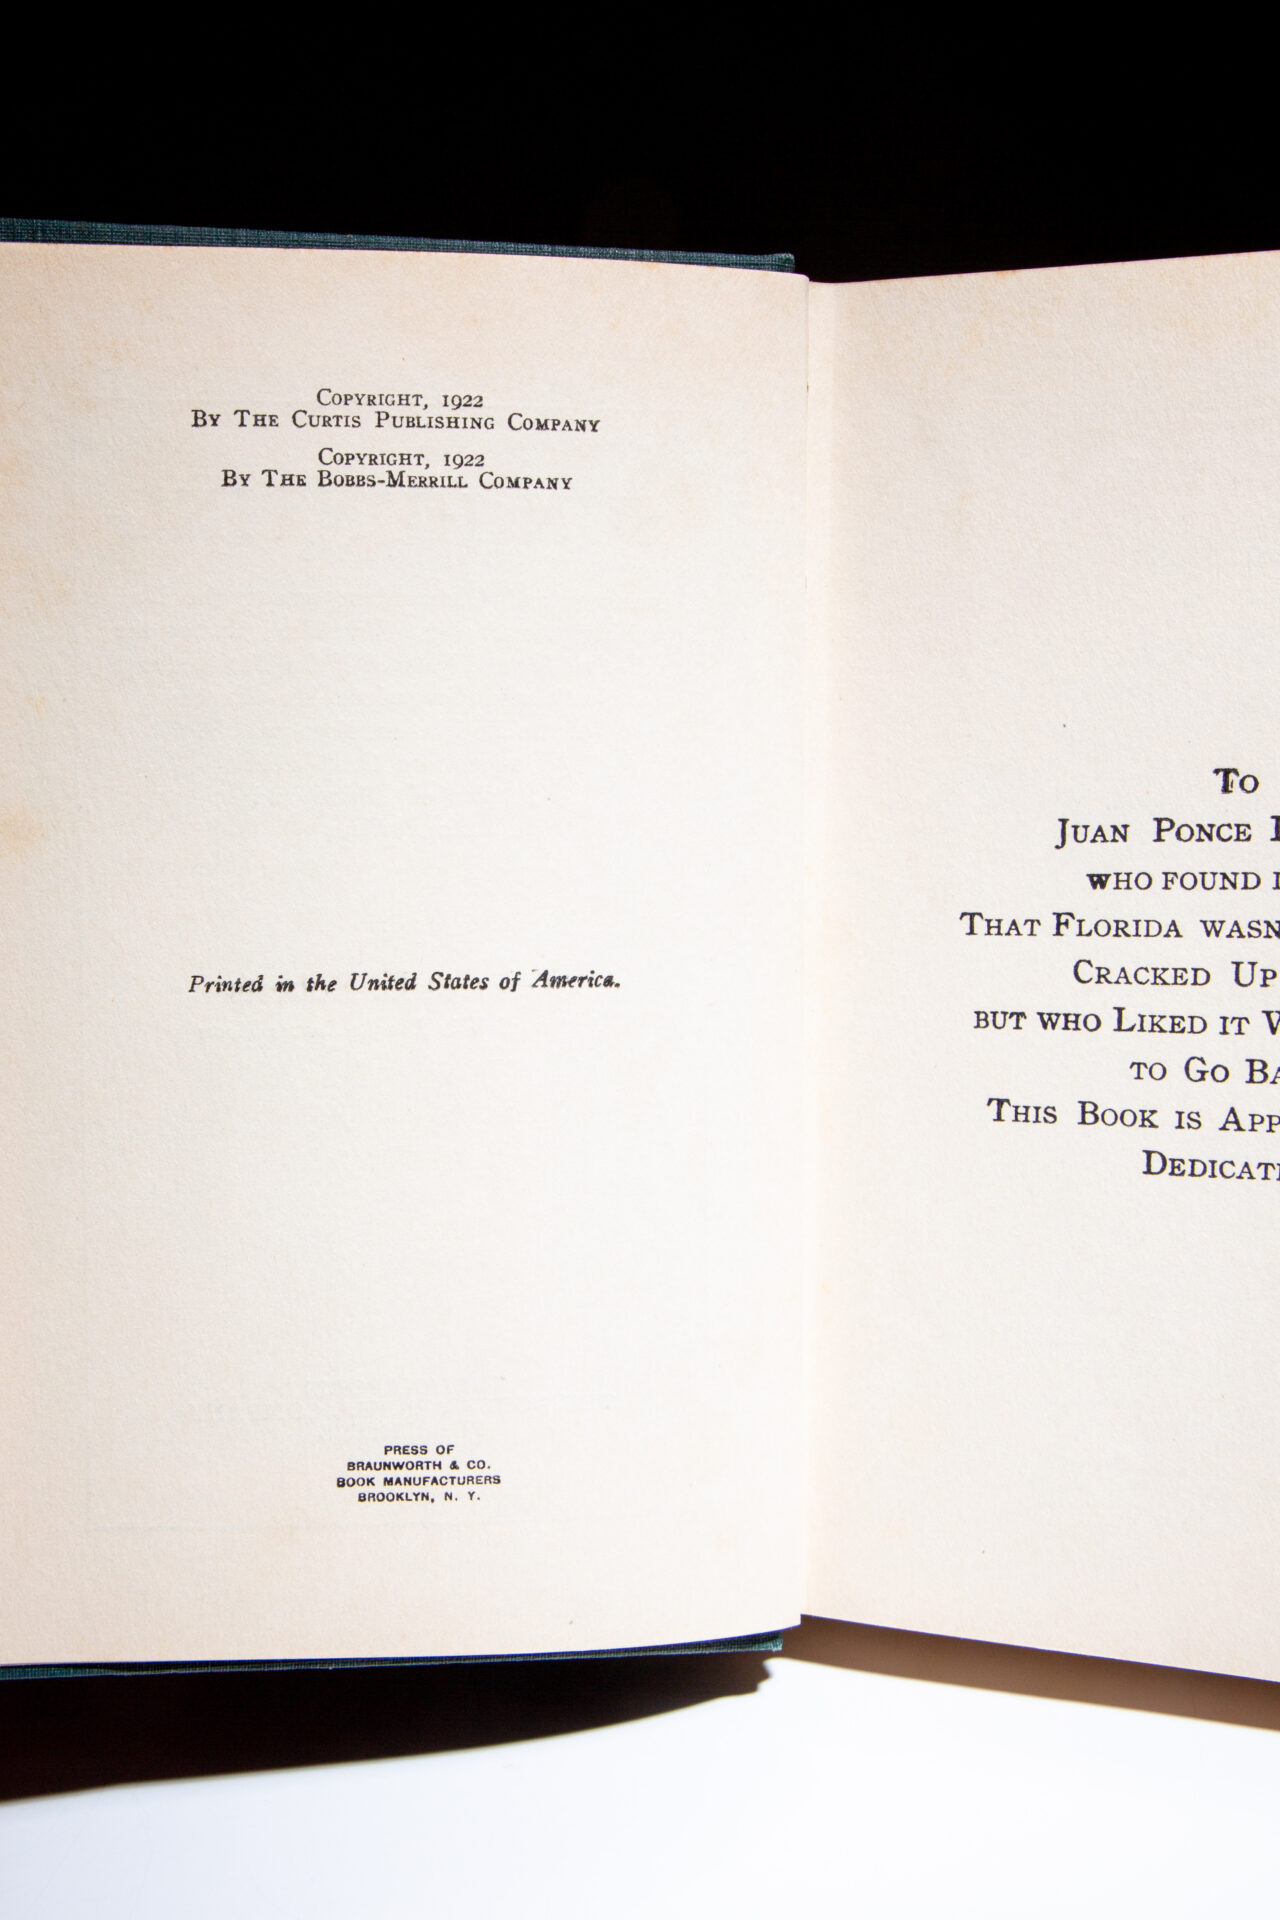 Copyright, 1922
By The Curtis Publishing Company
Copyright, 1922
By The Bobbs-Merrill Company
Printed in the United States of America.
PRESS OF
BRAUNWORTH & CO.
BOOK MANUFACTURERS
BROOKLYN, N. Y.
To
Juan Ponce
who found
That Florida
Cracked Up
but who Liked it
to Go
This Book is